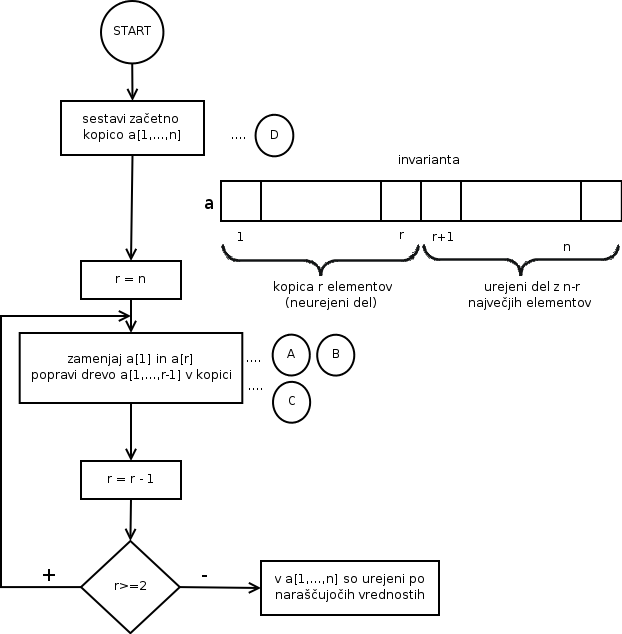 START
sestavi začetno
kopico a[1,...,n]
.... D
invarianta
a
1 r r+1 n
kopica r elementov
(neurejeni del)
urejeni del z n-r
največjih elementov
r = n
zamenjaj a[1] in a[r]
popravi drevo a[1,...,r-1] v kopici
.... A B
.... C
r = r - 1
r>=2
+
-
v a[1,...,n] so urejeni po
naraščujočih vrednostih